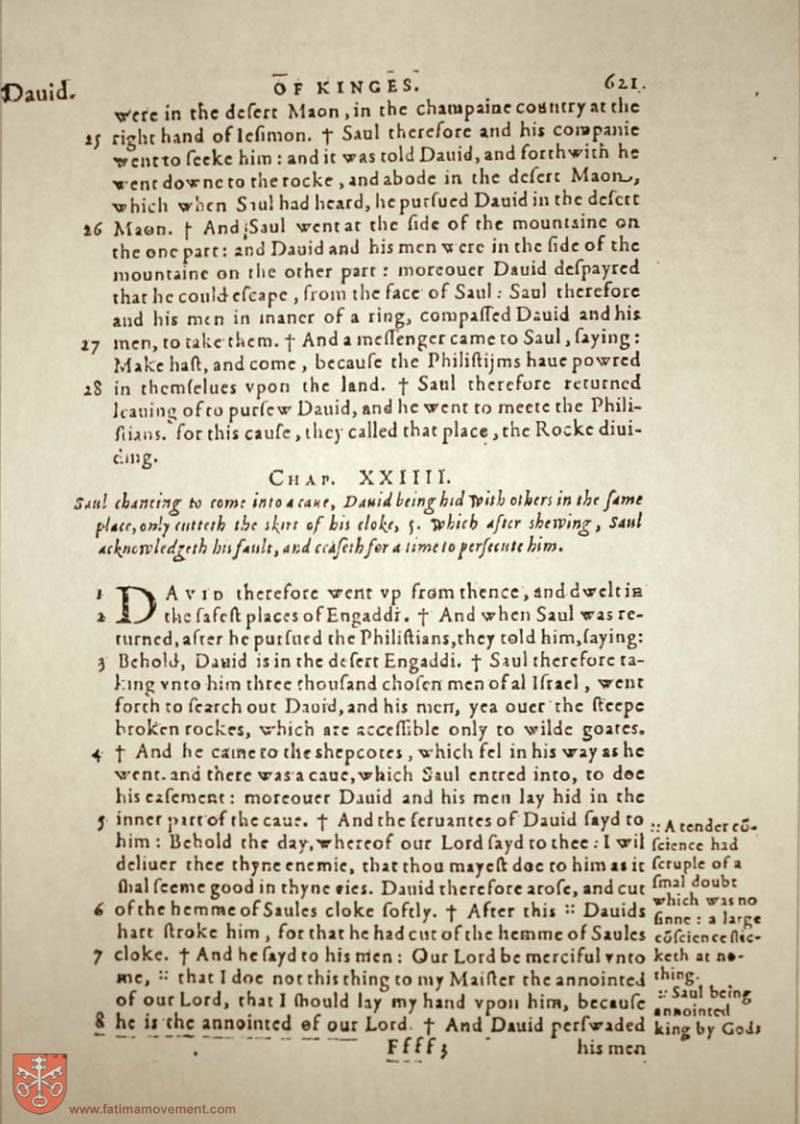 Dauid.
OF KINGES.
621.
were in the deſert Maon, in the champaine country at the
25 right hand of Ieſimon. † Saul therefore and his companie
went to ſeeke him: and it was told Dauid, and forthwith he
went downe to the rocke, and abode in the deſert Maon,
which when Saul had heard, he purſued Dauid in the deſert
26 Maon. † And Saul went at the ſide of the mountaine on
the one part: and Dauid and his men were in the ſide of the
mountaine on the other part: moreouer Dauid deſpayred
that he could eſcape, from the face of Saul: Saul therefore
and his men in maner of a ring, compaſſed Dauid and his
27 men, to take them. † And a meſſenger came to Saul, ſaying:
Make haſt, and come, becauſe the Philiſtijms haue powred
28 in themſelues vpon the land. † Saul therefore returned
leauing of to purſew Dauid, and he went to meete the Phili-
ſtians. for this cauſe, they called that place, the Rocke diui-
ding.
CHAP. XXIIII.
Saul chancing to come into a caue, Dauid being hid with others in the ſame
place, only cutteth the skirt of his cloke, 5. which after shewing, Saul
acknowledgeth his fault, and ceaſeth for a time to perſecute him.
1 DAVID therefore went vp from thence, and dwelt in
2 the ſafeſt places of Engaddi. † And when Saul was re-
turned, after he purſued the Philiſtians, they told him, ſaying:
3 Behold, Dauid is in the deſert Engaddi. † Saul therefore ta-
king vnto him three thouſand choſen men of al Iſrael, went
forth to ſearch out Dauid, and his men, yea ouer the ſteepe
broken rockes, which are acceſſible only to wilde goates.
4 † And he came to the shepcotes, which fel in his way as he
went. and there was a caue, which Saul entred into, to doe
his eaſement: moreouer Dauid and his men lay hid in the
5 inner part of the caue. † And the ſeruantes of Dauid ſayd to
him: Behold the day, whereof our Lord ſayd to thee: I wil
deliuer thee thyne enemie, that thou mayeſt doe to him as it
ſhal ſeeme good in thyne eies. Dauid therefore aroſe, and cut
6 of the hemme of Saules cloke ſoftly. † After this :: Dauids
hart ſtroke him, for that he had cut of the hemme of Saules
7 cloke. † And he ſayd to his men: Our Lord be merciful vnto
me, :: that I doe not this thing to my Maiſter the annointed
of our Lord, that I ſhould lay my hand vpon him, becauſe
8 he is the annointed of our Lord. † And Dauid perſwaded
:: A tender cō-
ſcience had
ſcruple of a
ſmal doubt
which was no
ſinne: a large
cōſcience ſtic-
keth at no-
thing.
:: Saul being
annointed
king by Gods
Ffff3
his men
www.fatimamovement.com